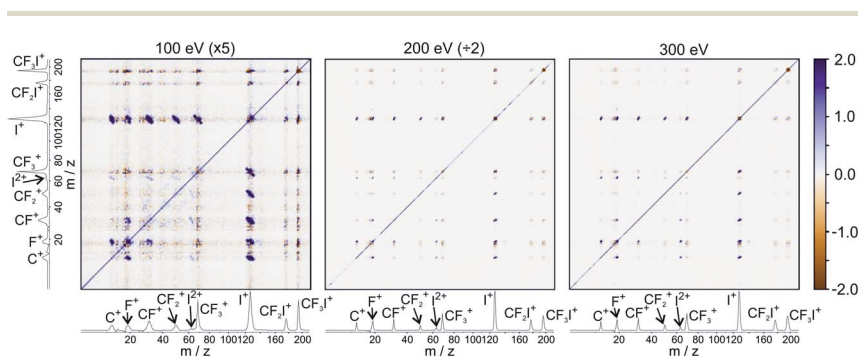 100 eV (x5)
200 eV (÷2)
300 eV
CF₃I⁺
CF₂I⁺
I⁺
CF₃⁺
I²⁺
CF₂⁺
CF⁺
F⁺
C⁺
200
160
120
100
80
60
40
20
m / z
2.0
1.0
0.0
-1.0
-2.0
C⁺ F⁺ CF⁺ CF₂⁺ I²⁺ CF₃⁺ I⁺ CF₂I⁺ CF₃I⁺
20 40 60 80 100 120 160 200
m / z
C⁺ F⁺ CF⁺ CF₂⁺ I²⁺ CF₃⁺ I⁺ CF₂I⁺ CF₃I⁺
20 40 60 80 100 120 160 200
m / z
C⁺ F⁺ CF⁺ CF₂⁺ I²⁺ CF₃⁺ I⁺ CF₂I⁺ CF₃I⁺
20 40 60 80 100 120 160 200
m / z